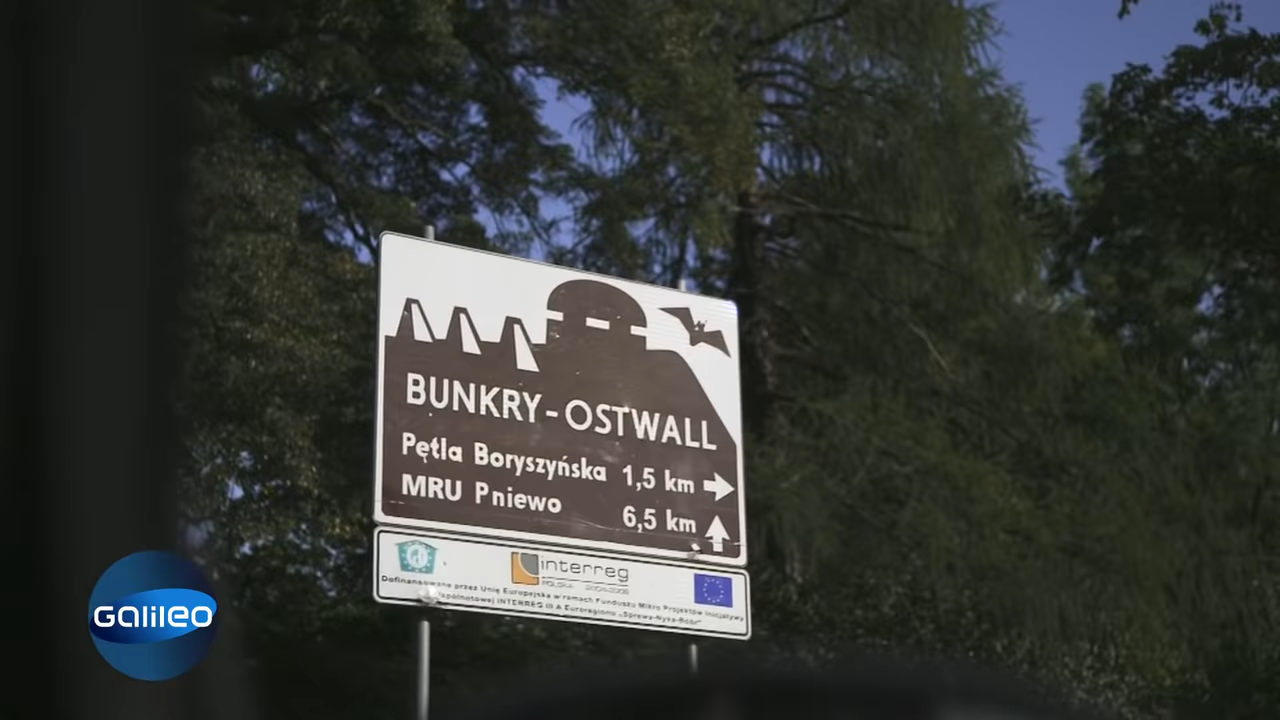 BUNKRY-OSTWALL
Pętla Boryszyńska 1,5 km
MRU Pniewo 6,5 km
interreg
POLSKA
Dofinansowane przez Unię Europejską w ramach Funduszu Mikro Projektów Inicjatywy
Wspólnotowej INTERREG III A Euroregionu „Sprewa-Nysa-Bóbr"
Galileo